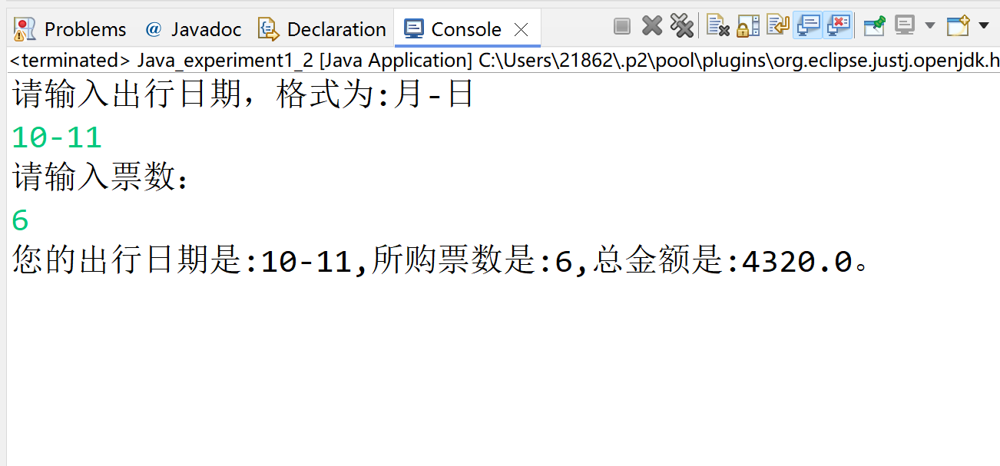 Problems @ Javadoc Declaration Console
<terminated> Java_experiment1_2 [Java Application] C:\Users\21862\.p2\pool\plugins\org.eclipse.justj.openjdk.h
请输入出行日期，格式为:月-日
10-11
请输入票数:
6
您的出行日期是:10-11,所购票数是:6,总金额是:4320.0。